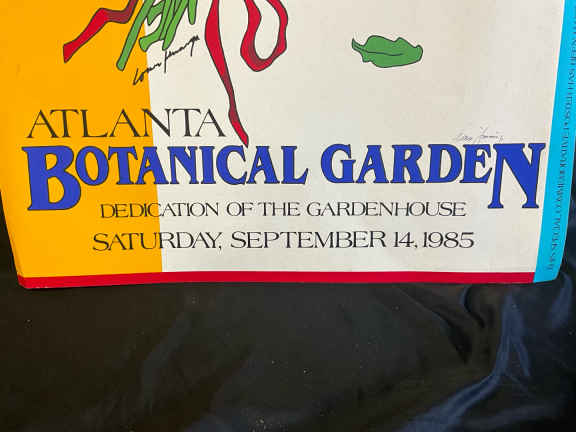 ATLANTA
BOTANICAL GARDEN
DEDICATION OF THE GARDENHOUSE
SATURDAY, SEPTEMBER 14, 1985